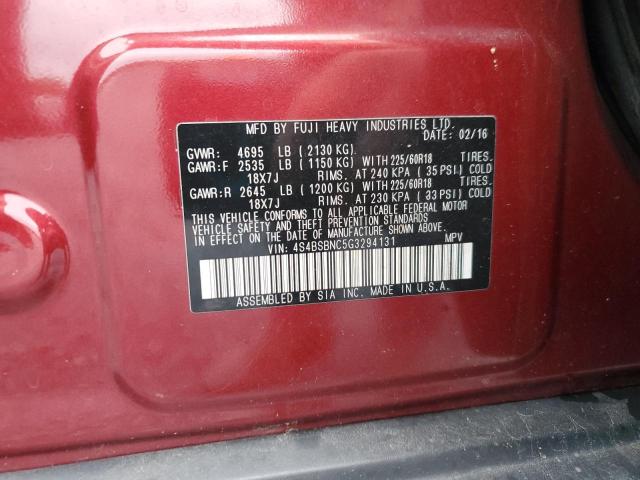 MFD BY FUJI HEAVY INDUSTRIES LTD.
DATE: 02/16
GVWR: 4695 LB ( 2130 KG)
GAWR:F 2535 LB ( 1150 KG) WITH 225/60R18 TIRES.
18X7J RIMS. AT 240 KPA ( 35 PSI) COLD
GAWR:R 2645 LB ( 1200 KG) WITH 225/60R18 TIRES.
18X7J RIMS. AT 230 KPA ( 33 PSI) COLD
THIS VEHICLE CONFORMS TO ALL APPLICABLE FEDERAL MOTOR
VEHICLE SAFETY AND THEFT PREVENTION STANDARDS
IN EFFECT ON THE DATE OF MANUFACTURE SHOWN ABOVE.
VIN: 4S4BSBNC5G3294131 MPV
ASSEMBLED BY SIA INC. MADE IN U.S.A.